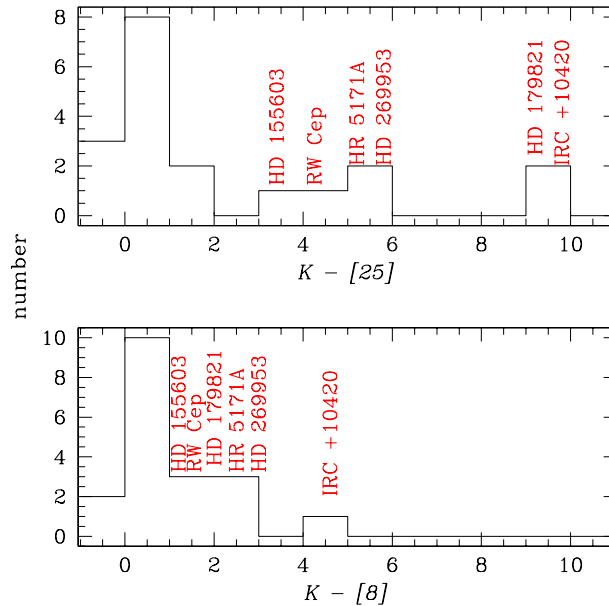 number
8
6
4
2
0
HD 155603
RW Cep
HR 5171A
HD 269953
HD 179821
IRC +10420
0 2 4 6 8 10
K − [25]
10
8
6
4
2
0
HD 155603
RW Cep
HD 179821
HR 5171A
HD 269953
IRC +10420
0 2 4 6 8 10
K − [8]